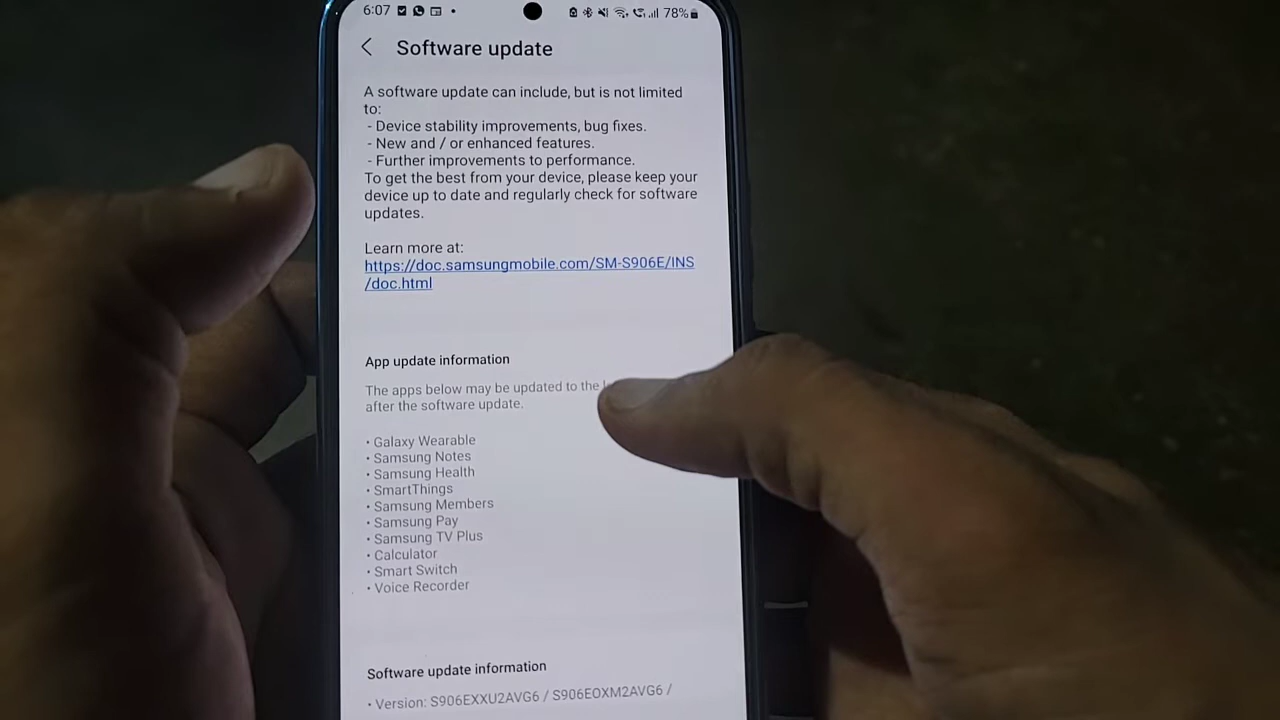 6:07 78%
Software update
A software update can include, but is not limited
to:
- Device stability improvements, bug fixes.
- New and / or enhanced features.
- Further improvements to performance.
To get the best from your device, please keep your
device up to date and regularly check for software
updates.
Learn more at:
https://doc.samsungmobile.com/SM-S906E/INS
/doc.html
App update information
The apps below may be updated to the
after the software update.
• Galaxy Wearable
• Samsung Notes
• Samsung Health
• SmartThings
• Samsung Members
• Samsung Pay
• Samsung TV Plus
• Calculator
• Smart Switch
• Voice Recorder
Software update information
• Version: S906EXXU2AVG6 / S906EOXM2AVG6 /